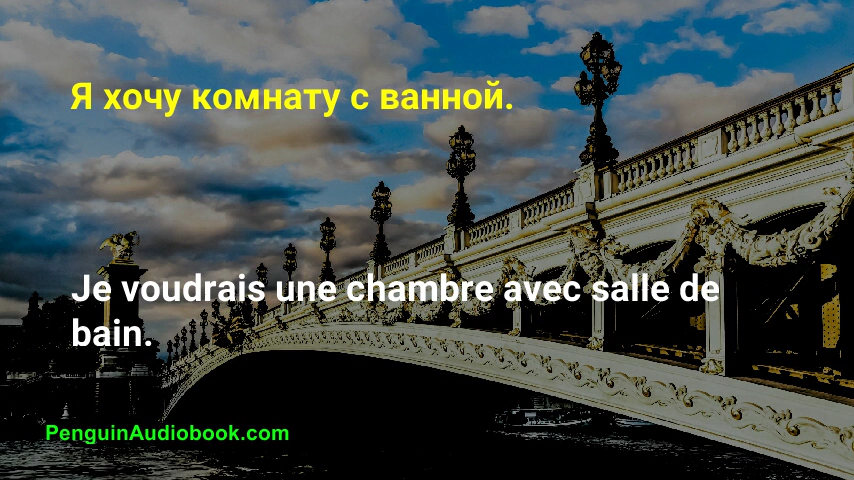 Я хочу комнату с ванной.
Je voudrais une chambre avec salle de
bain.
PenguinAudiobook.com